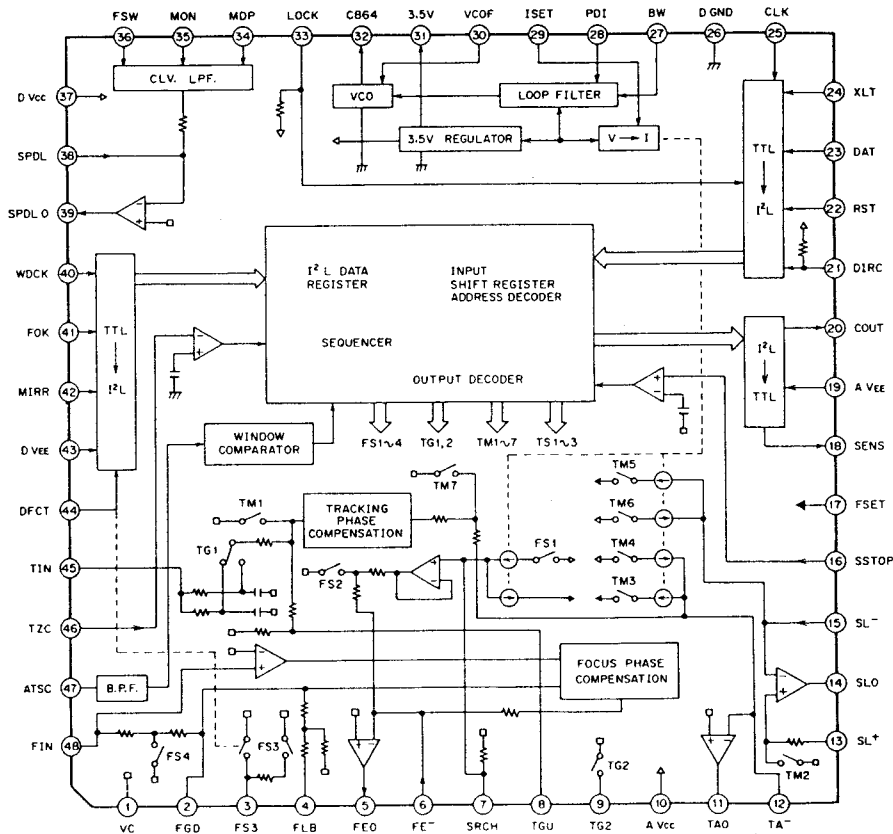 FSW MON MDP LOCK C864 3.5V VCOF ISET PDI BW D GND CLK
36 35 34 33 32 31 30 29 28 27 26 25
CLV. LPF.
D Vcc 37
VCO
LOOP FILTER
24 XLT
3.5V REGULATOR
V → I
SPDL 38
TTL
↓
I²L
23 DAT
22 RST
SPDL O 39
- +
21 DIRC
WDCK 40
I²L DATA
REGISTER
INPUT
SHIFT REGISTER
ADDRESS DECODER
20 COUT
FOK 41
TTL
↓
I²L
- +
SEQUENCER
I²L
↓
TTL
MIRR 42
OUTPUT DECODER
+ -
19 A VEE
D VEE 43
WINDOW
COMPARATOR
FS1~4 TG1,2 TM1~7 TS1~3
18 SENS
TM7
TM5
DFCT 44
TM1
TRACKING
PHASE
COMPENSATION
TM6
17 FSET
TG1
FS1
TM4
TIN 45
FS2
+ -
TM3
16 SSTOP
TZC 46
15 SL⁻
- +
FOCUS PHASE
COMPENSATION
- +
ATSC 47
B.P.F.
14 SLO
FIN 48
FS4
FS3
+ -
TG2
+ -
13 SL⁺
TM2
1 2 3 4 5 6 7 8 9 10 11 12
VC FGD FS3 FLB FEO FE⁻ SRCH TGU TG2 A Vcc TAO TA⁻